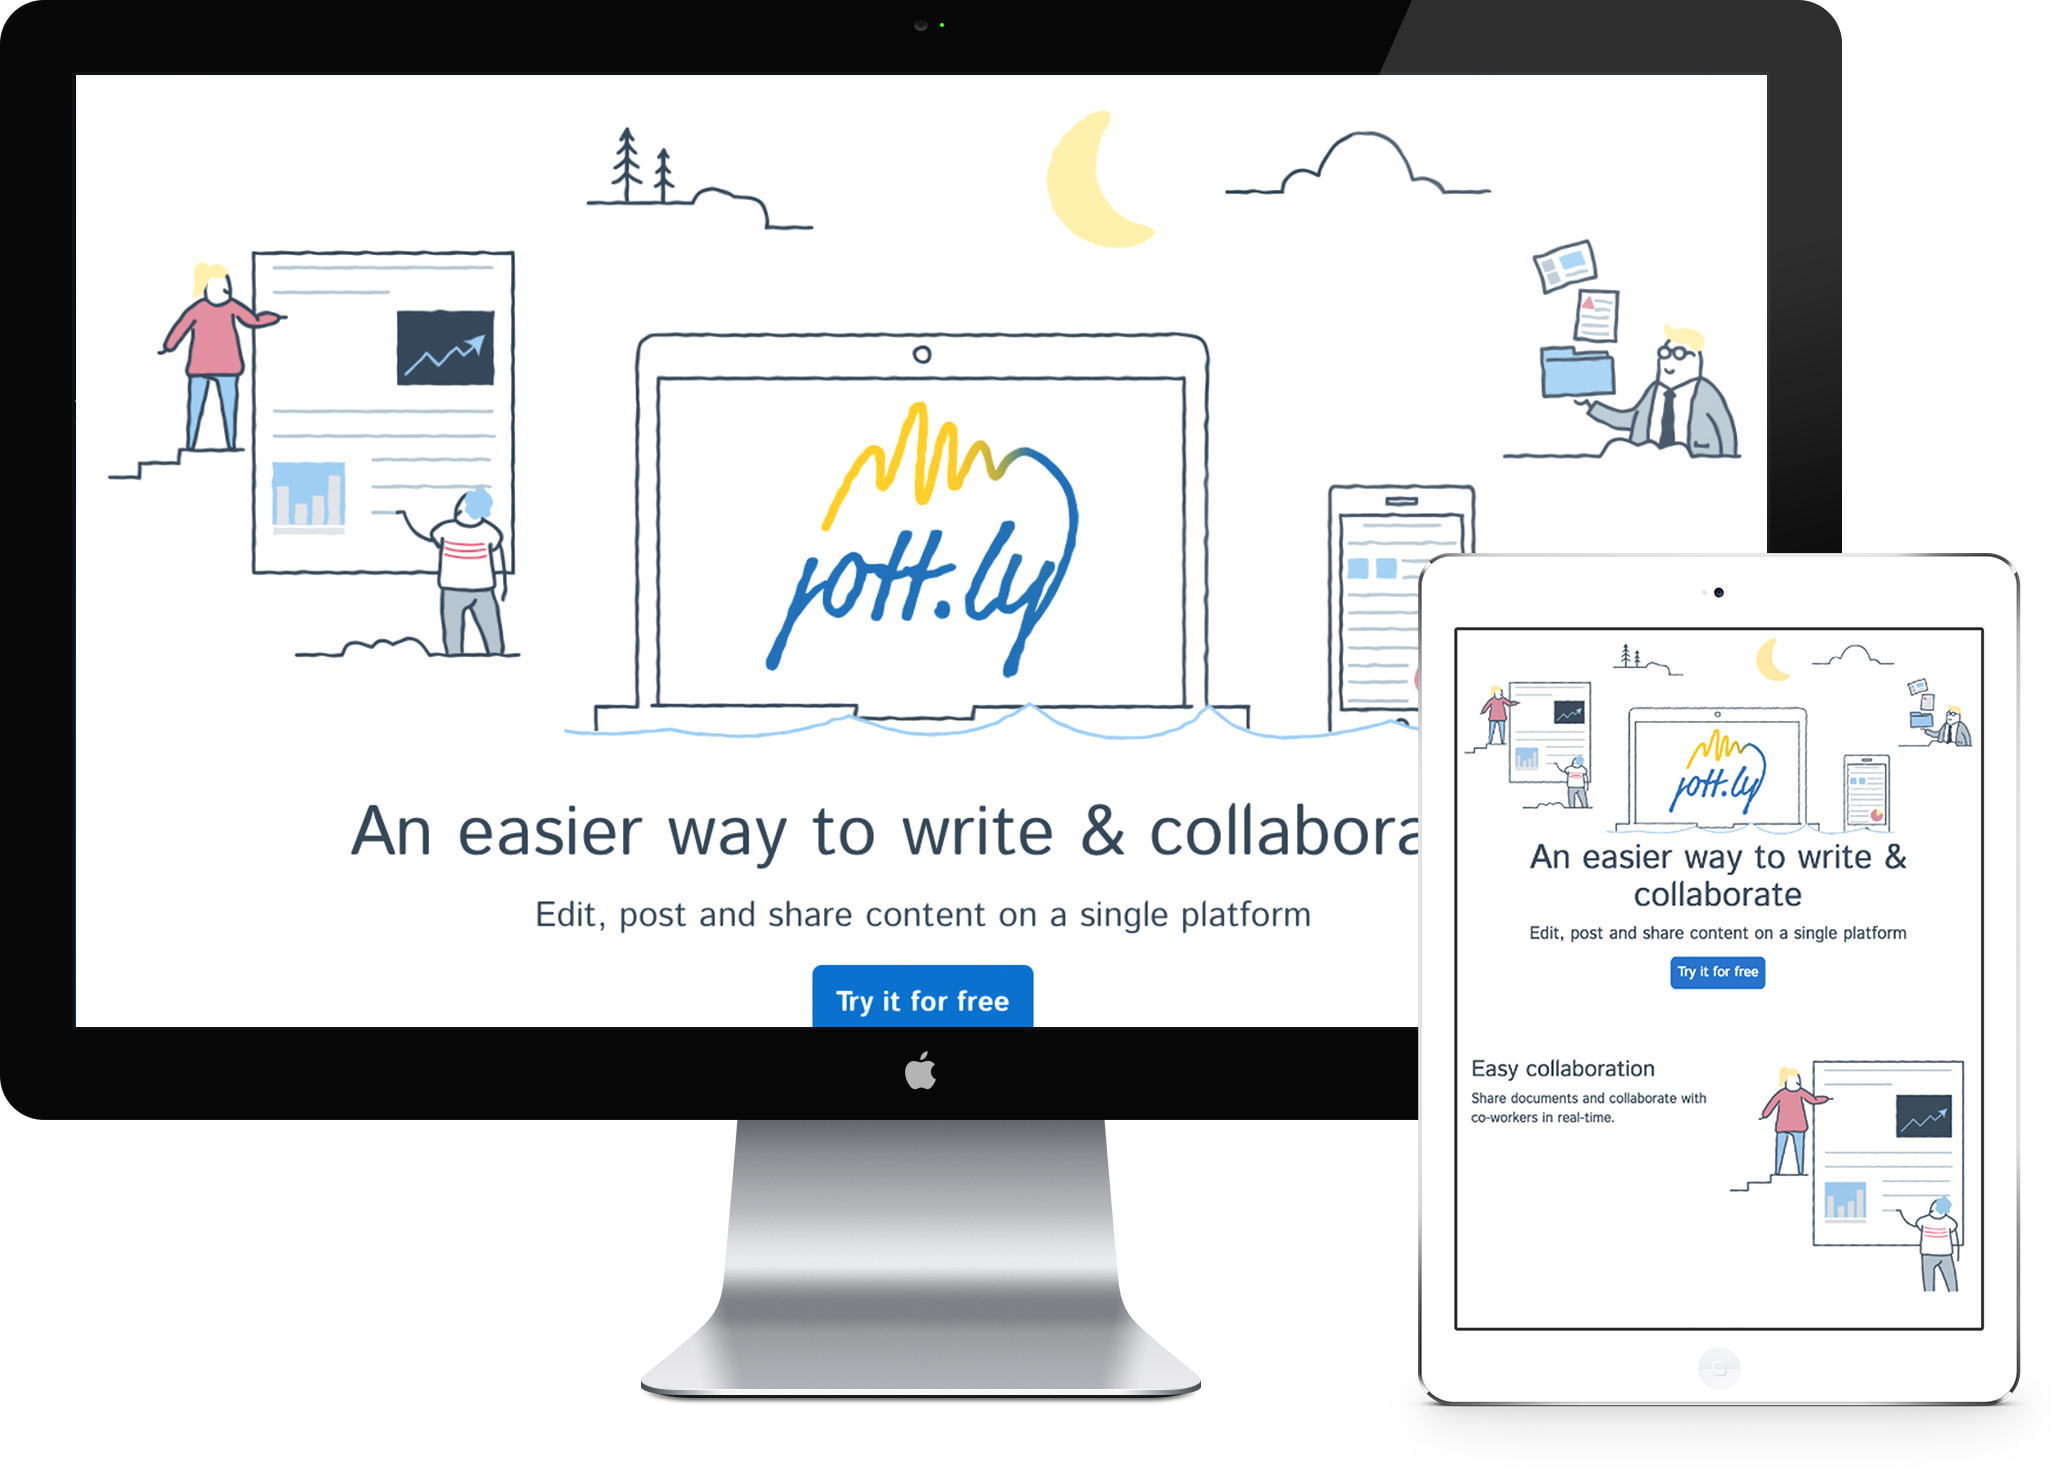 jott.ly
An easier way to write & collabora
Edit, post and share content on a single platform
Try it for free
jott.ly
An easier way to write &
collaborate
Edit, post and share content on a single platform
Try it for free
Easy collaboration
Share documents and collaborate with
co-workers in real-time.